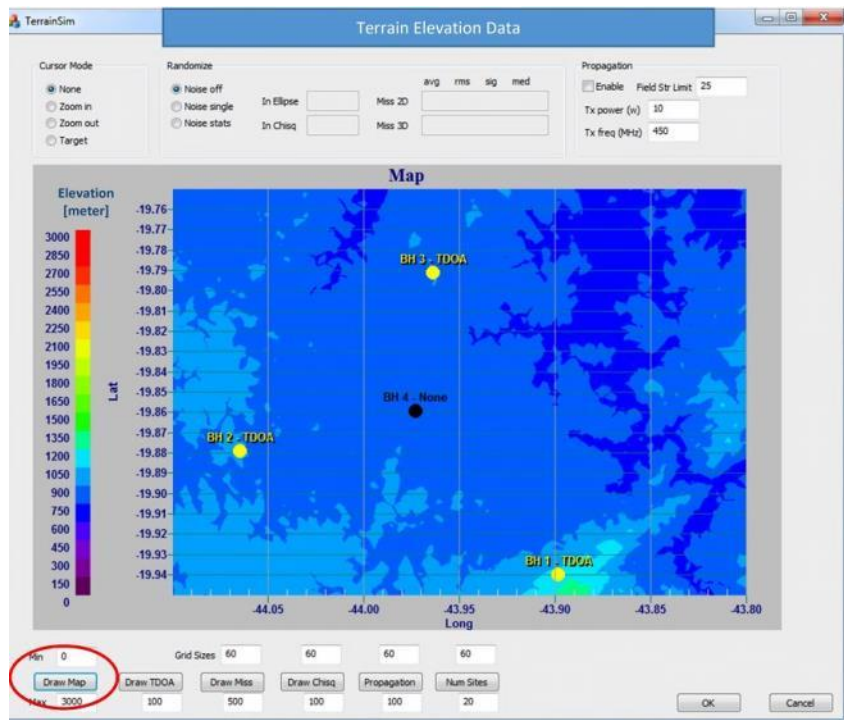 TerrainSim
Terrain Elevation Data
Cursor Mode
None
Zoom in
Zoom out
Target
Randomize
avg rms sig med
Noise off
Noise single In Ellipse Miss 2D
Noise stats In Chisq Miss 3D
Propagation
Enable Field Str Limit 25
Tx power (w) 10
Tx freq (MHz) 450
Map
Elevation
[meter]
3000
2850
2700
2550
2400
2250
2100
1950
1800
1650
1500
1350
1200
1050
900
750
600
450
300
150
0
Lat
-19.76
-19.77
-19.78
-19.79
-19.80
-19.81
-19.82
-19.83
-19.84
-19.85
-19.86
-19.87
-19.88
-19.89
-19.90
-19.91
-19.92
-19.93
-19.94
BH 3 - TDOA
BH 4 - None
BH 2 - TDOA
BH 1 - TDOA
-44.05 -44.00 -43.95 -43.90 -43.85 -43.80
Long
Min 0 Grid Sizes 60 60 60 60
Draw Map Draw TDOA Draw Miss Draw Chisq Propagation Num Sites
Max 3000 100 500 100 100 20
OK Cancel